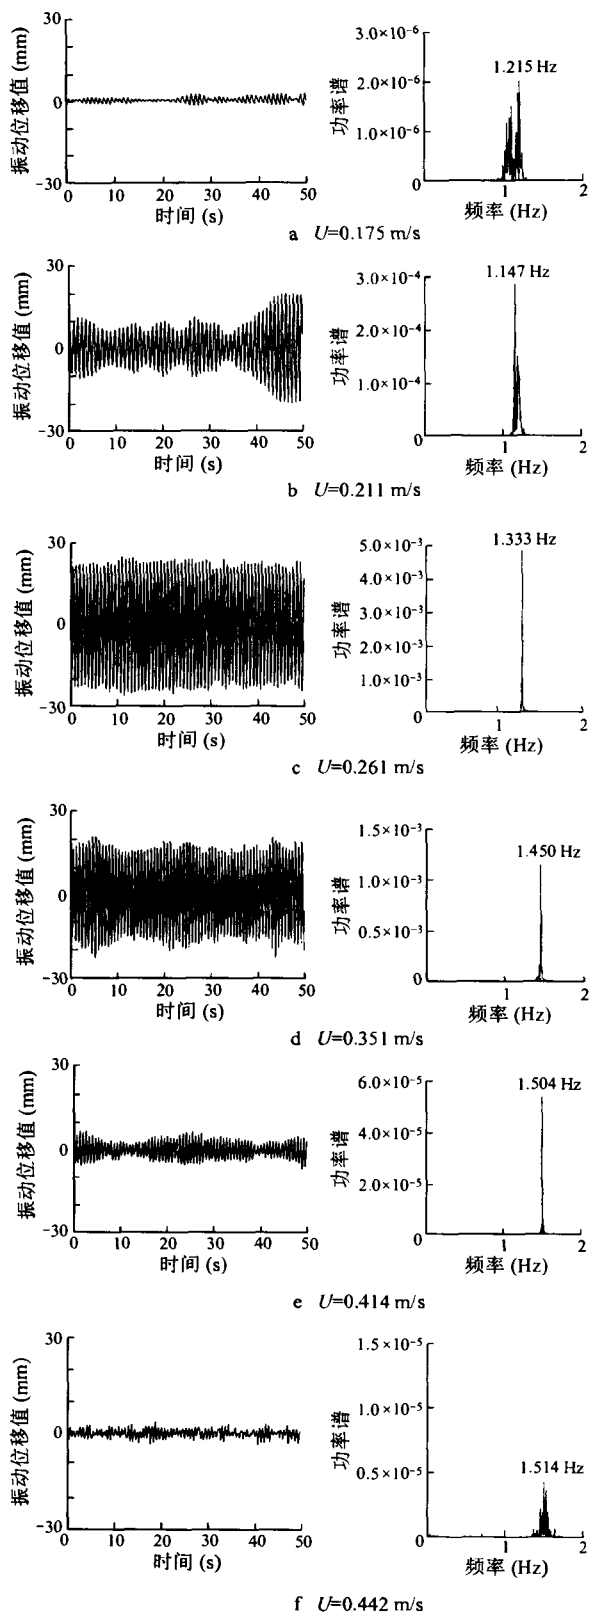 30
振动位移值 (mm)
0
-30
0 10 20 30 40 50
时间 (s)
3.0×10⁻⁶
2.0×10⁻⁶
1.0×10⁻⁶
0
功率谱
1.215 Hz
1 2
频率 (Hz)
a U=0.175 m/s
30
振动位移值 (mm)
0
-30
0 10 20 30 40 50
时间 (s)
3.0×10⁻⁴
2.0×10⁻⁴
1.0×10⁻⁴
0
功率谱
1.147 Hz
1 2
频率 (Hz)
b U=0.211 m/s
30
振动位移值 (mm)
0
-30
0 10 20 30 40 50
时间 (s)
5.0×10⁻³
4.0×10⁻³
3.0×10⁻³
2.0×10⁻³
1.0×10⁻³
0
功率谱
1.333 Hz
1 2
频率 (Hz)
c U=0.261 m/s
30
振动位移值 (mm)
0
-30
0 10 20 30 40 50
时间 (s)
1.5×10⁻³
1.0×10⁻³
0.5×10⁻³
0
功率谱
1.450 Hz
1 2
频率 (Hz)
d U=0.351 m/s
30
振动位移值 (mm)
0
-30
0 10 20 30 40 50
时间 (s)
6.0×10⁻⁵
4.0×10⁻⁵
2.0×10⁻⁵
0
功率谱
1.504 Hz
1 2
频率 (Hz)
e U=0.414 m/s
30
振动位移值 (mm)
0
-30
0 10 20 30 40 50
时间 (s)
1.5×10⁻⁵
1.0×10⁻⁵
0.5×10⁻⁵
0
功率谱
1.514 Hz
1 2
频率 (Hz)
f U=0.442 m/s